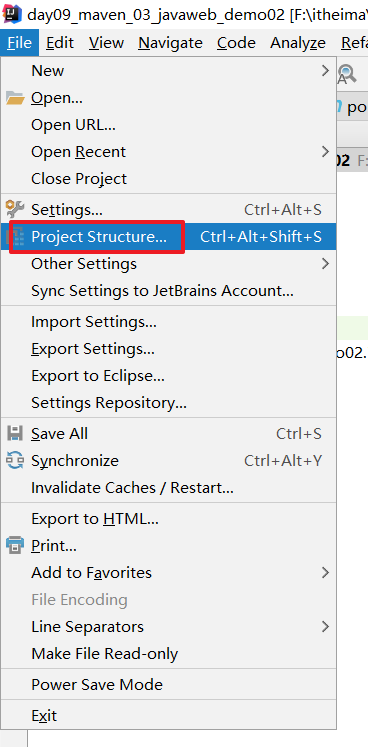 day09_maven_03_javaweb_demo02 [F:\itheima\
File Edit View Navigate Code Analyze Refa
New
Open...
po
Open URL...
Open Recent
02 F:
Close Project
Settings... Ctrl+Alt+S
Project Structure... Ctrl+Alt+Shift+S
Other Settings
Sync Settings to JetBrains Account...
Import Settings...
Export Settings...
o02.
Export to Eclipse...
Settings Repository...
Save All Ctrl+S
Synchronize Ctrl+Alt+Y
Invalidate Caches / Restart...
Export to HTML...
Print...
Add to Favorites
File Encoding
Line Separators
Make File Read-only
Power Save Mode
Exit